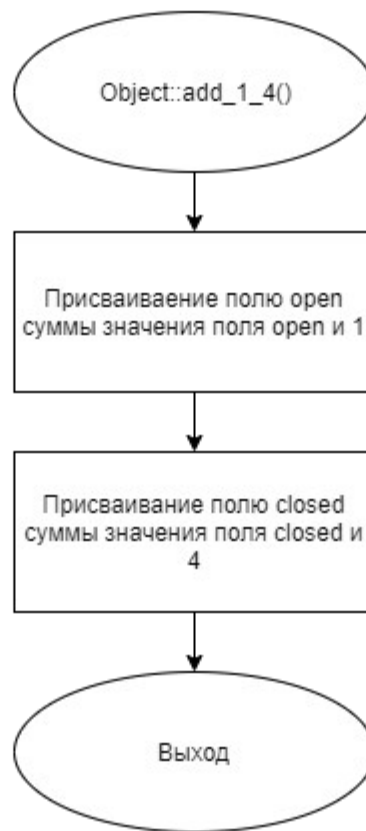 Object::add_1_4()
Присваиваение полю open
суммы значения поля open и 1
Присваивание полю closed
суммы значения поля closed и
4
Выход